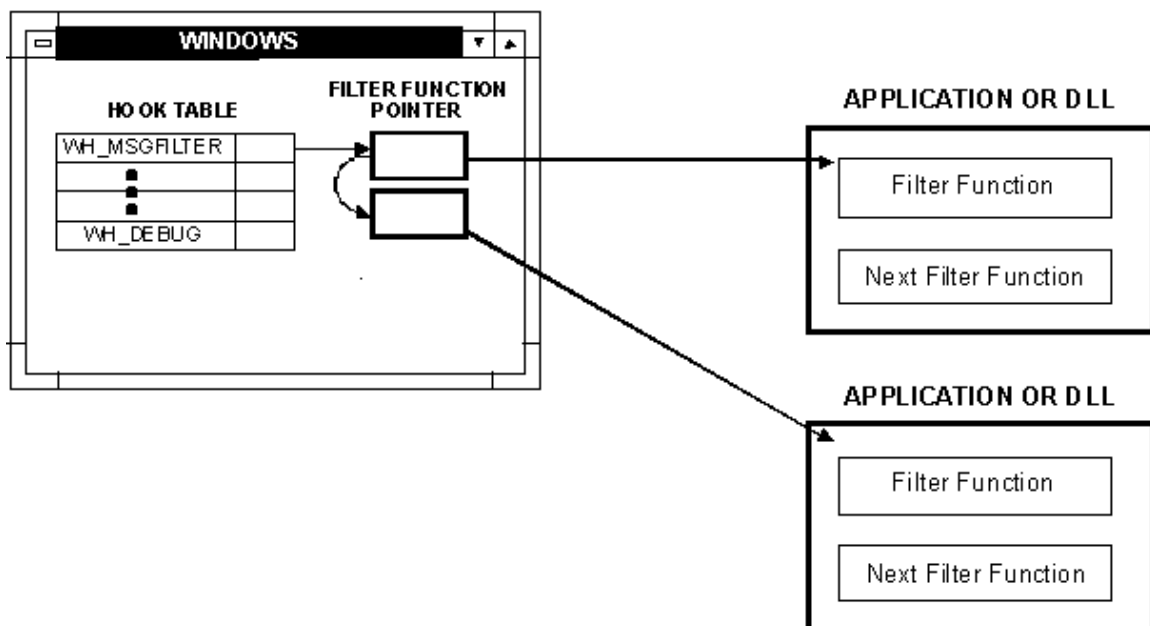 WINDOWS
HOOK TABLE
FILTER FUNCTION
POINTER
WH_MSGFILTER
WH_DEBUG
APPLICATION OR DLL
Filter Function
Next Filter Function
APPLICATION OR DLL
Filter Function
Next Filter Function